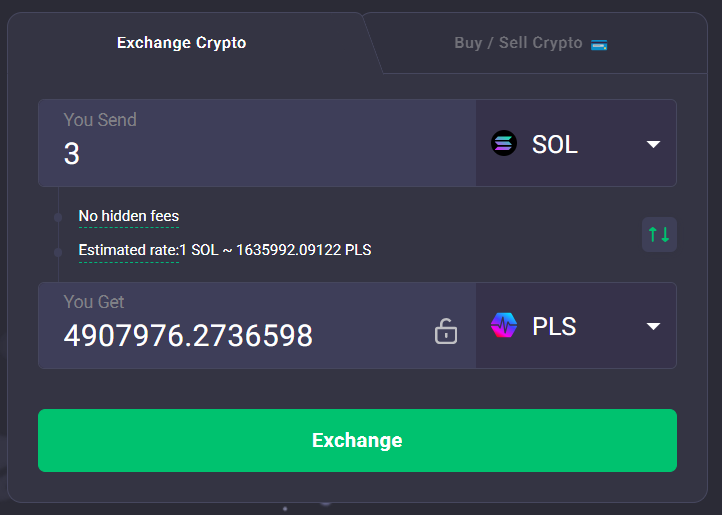 Exchange Crypto
Buy / Sell Crypto
You Send
3
SOL
No hidden fees
Estimated rate:1 SOL ~ 1635992.09122 PLS
You Get
4907976.2736598
PLS
Exchange